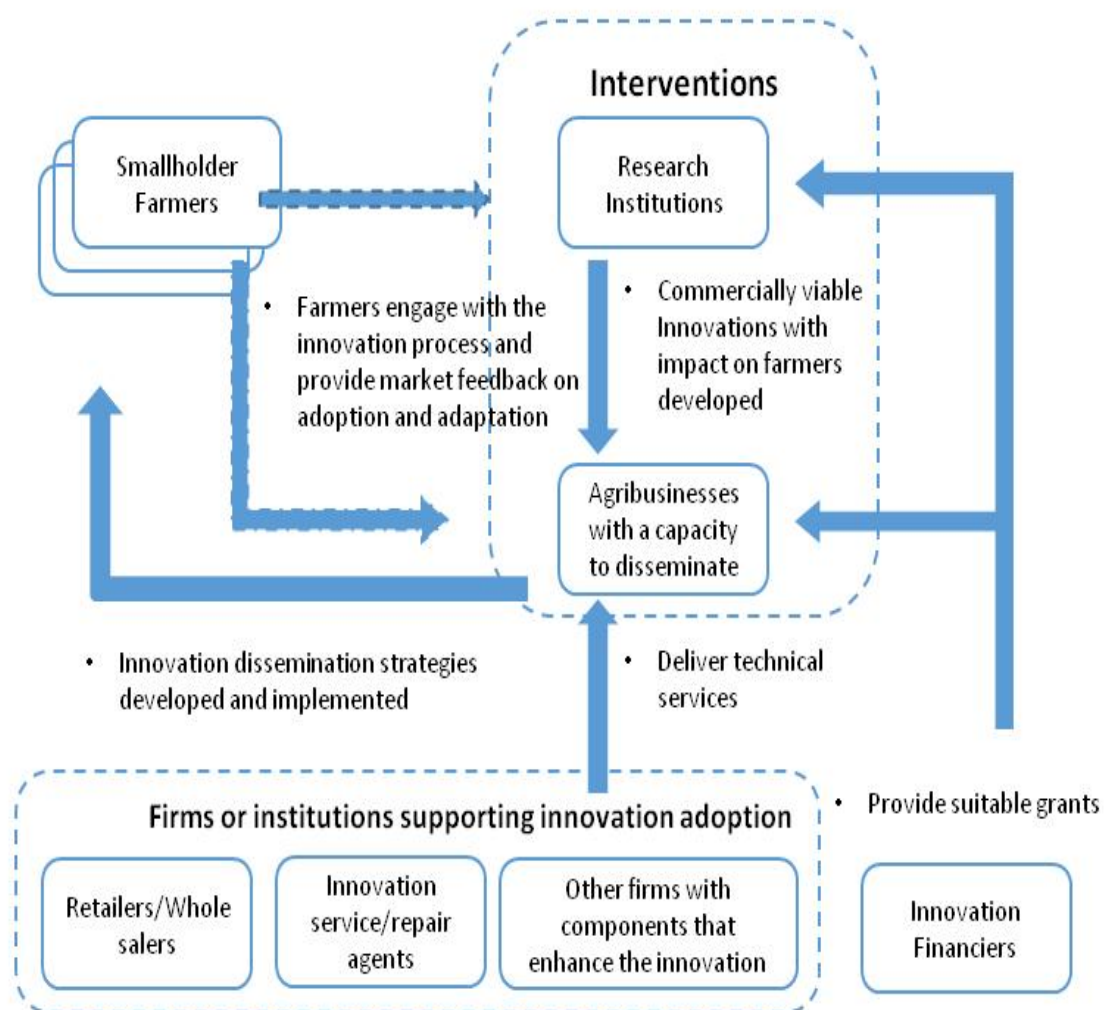 Interventions
Smallholder
Farmers
Research
Institutions
• Farmers engage with the
innovation process and
provide market feedback on
adoption and adaptation
• Commercially viable
Innovations with
impact on farmers
developed
Agribusinesses
with a capacity
to disseminate
• Innovation dissemination strategies
developed and implemented
• Deliver technical
services
Firms or institutions supporting innovation adoption
• Provide suitable grants
Retailers/Whole
salers
Innovation
service/repair
agents
Other firms with
components that
enhance the innovation
Innovation
Financiers